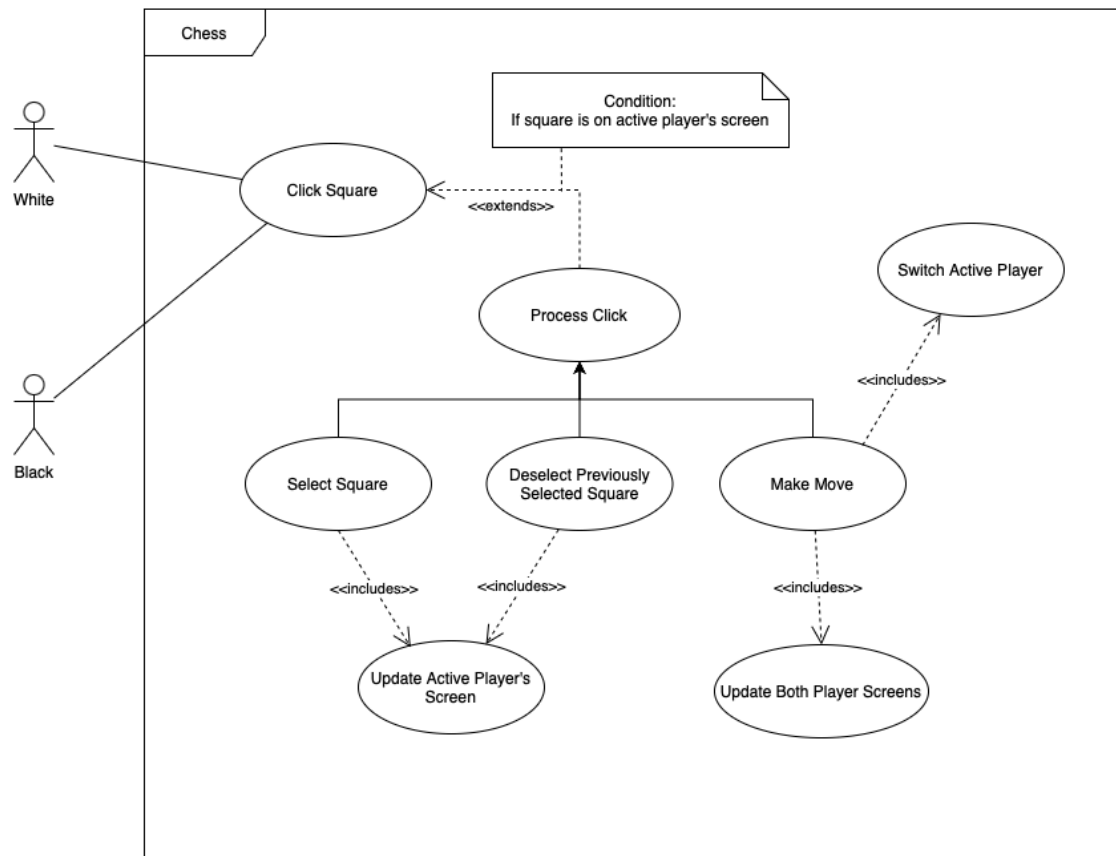 Chess
Condition:
If square is on active player's screen
White
Click Square
<<extends>>
Switch Active Player
Process Click
<<includes>>
Black
Select Square
Deselect Previously
Selected Square
Make Move
<<includes>>
<<includes>>
<<includes>>
Update Active Player's
Screen
Update Both Player Screens